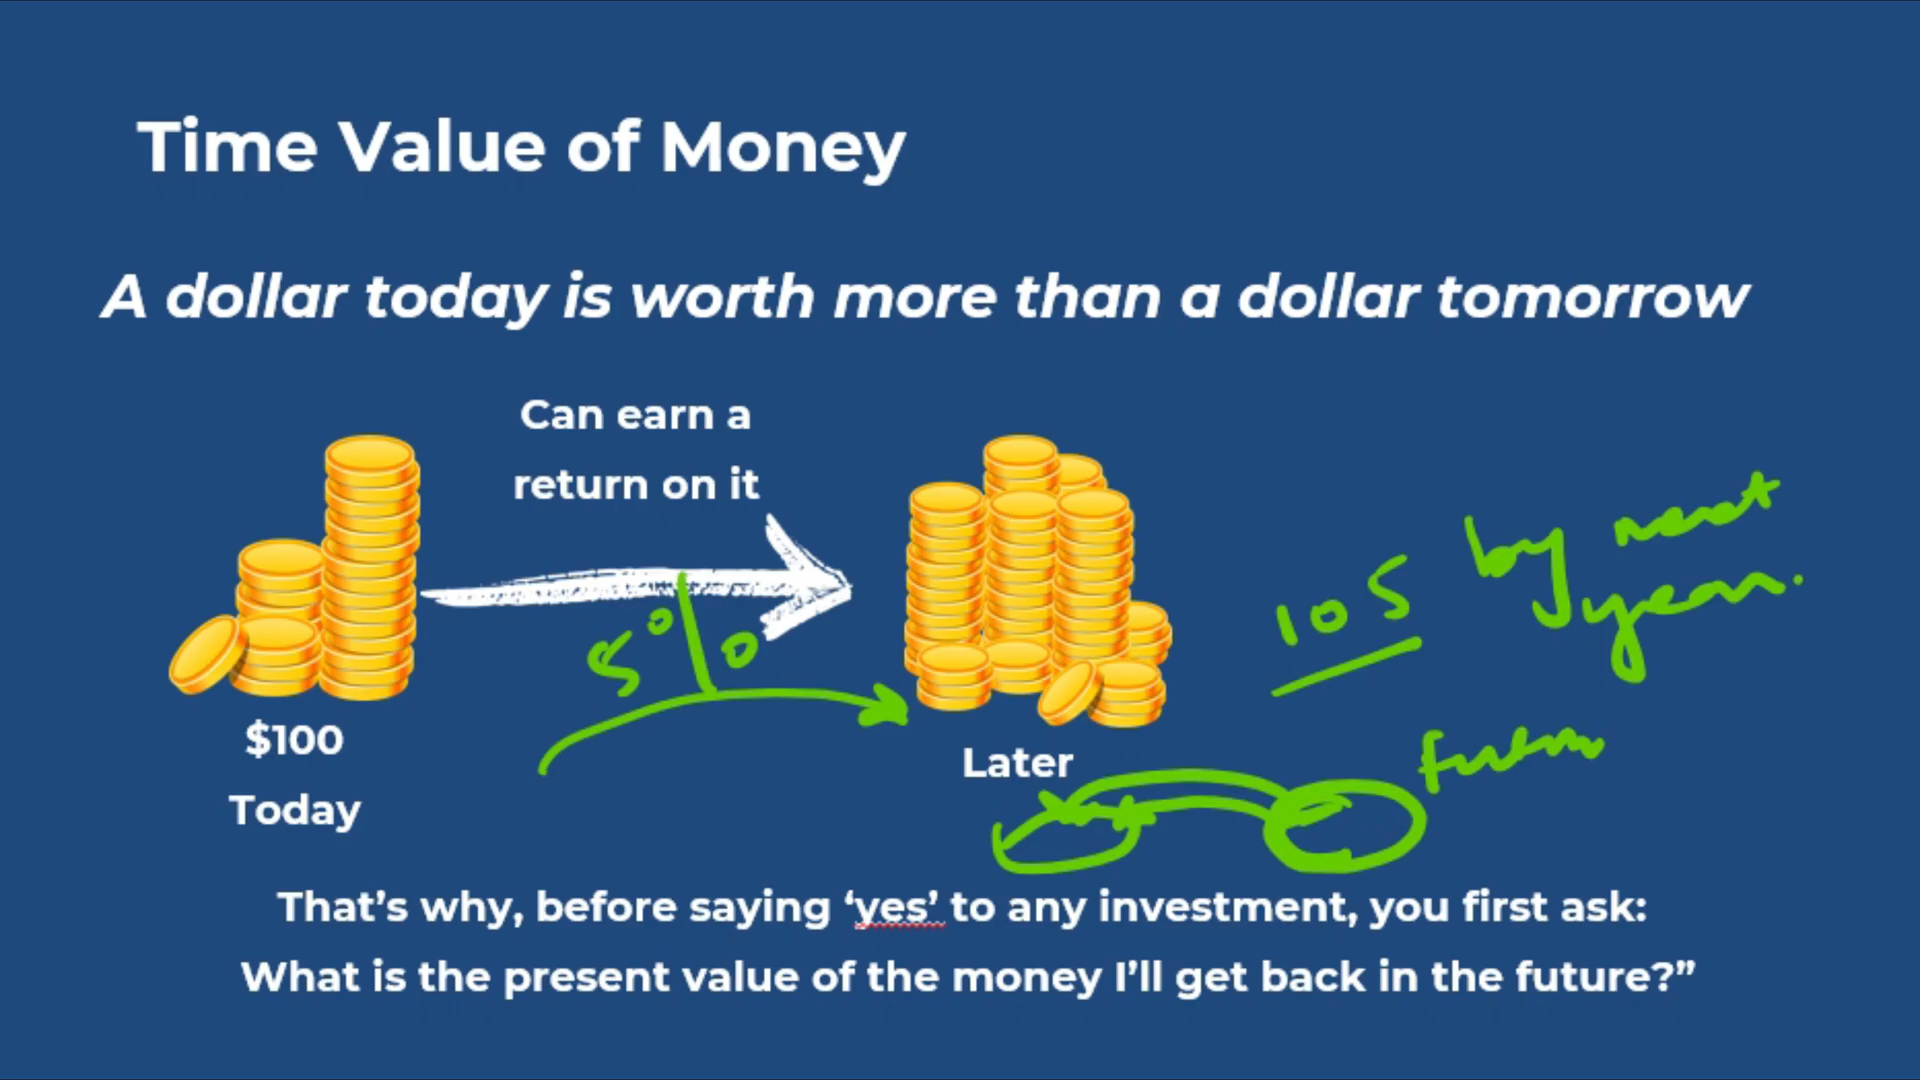 Time Value of Money
A dollar today is worth more than a dollar tomorrow
Can earn a
return on it
5%
$100
Today
Later
105
by next
year.
That's why, before saying ‘yes’ to any investment, you first ask:
What is the present value of the money I’ll get back in the future?”